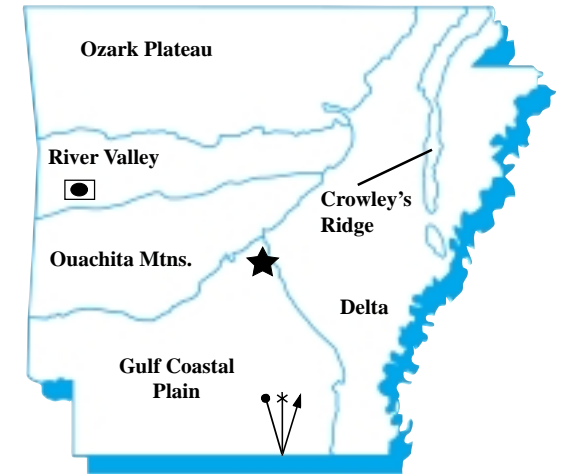 Ozark Plateau
River Valley
Crowley's
Ridge
Ouachita Mtns.
Delta
Gulf Coastal
Plain